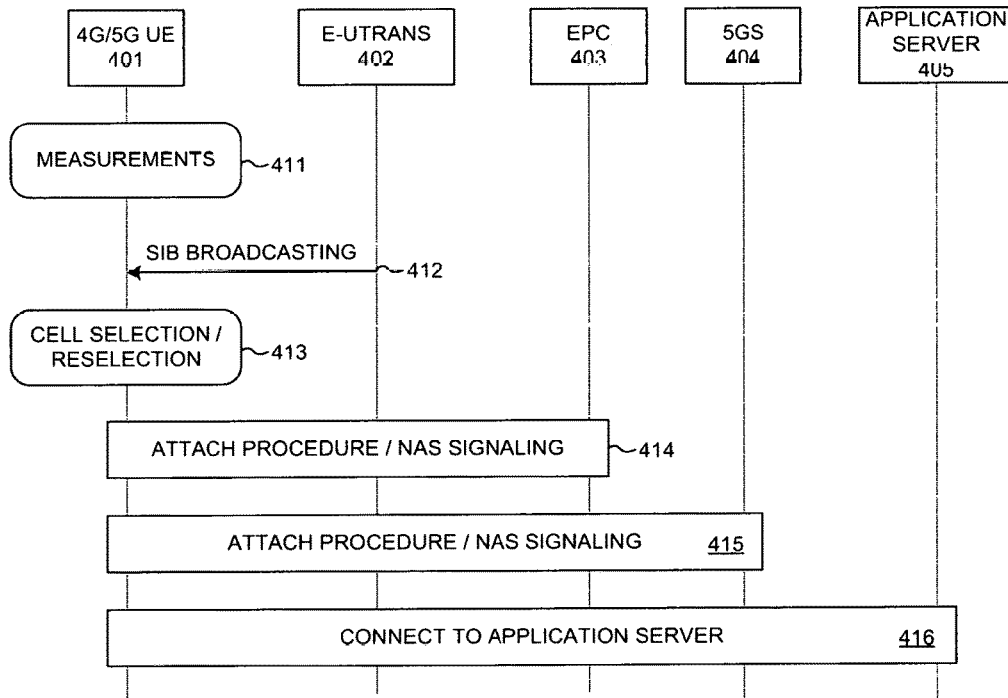 4G/5G UE
401
E-UTRANS
402
EPC
403
5GS
404
APPLICATION
SERVER
405
MEASUREMENTS
411
SIB BROADCASTING
412
CELL SELECTION /
RESELECTION
413
ATTACH PROCEDURE / NAS SIGNALING
414
ATTACH PROCEDURE / NAS SIGNALING 415
CONNECT TO APPLICATION SERVER 416